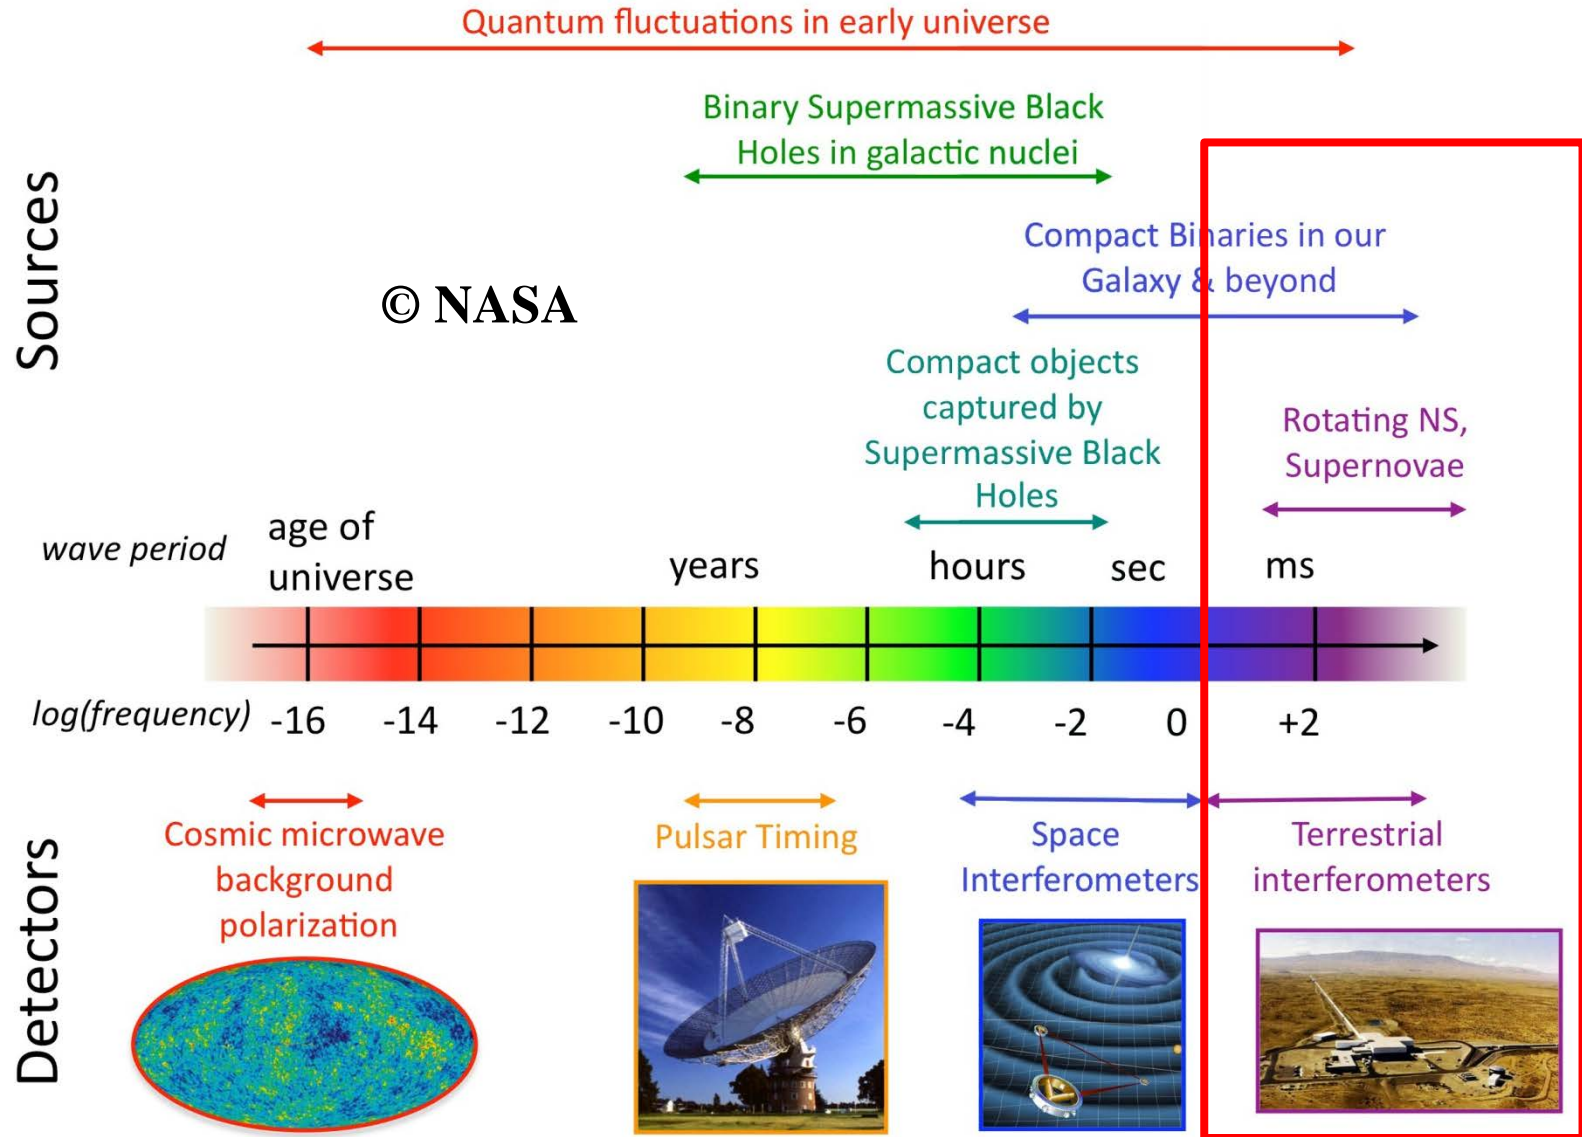 Quantum fluctuations in early universe
Binary Supermassive Black
Holes in galactic nuclei
Sources
Compact Binaries in our
Galaxy & beyond
© NASA
Compact objects
captured by
Supermassive Black
Holes
Rotating NS,
Supernovae
wave period
age of
universe
years
hours
sec
ms
log(frequency)
-16
-14
-12
-10
-8
-6
-4
-2
0
+2
Detectors
Cosmic microwave
background
polarization
Pulsar Timing
Space
Interferometers
Terrestrial
interferometers